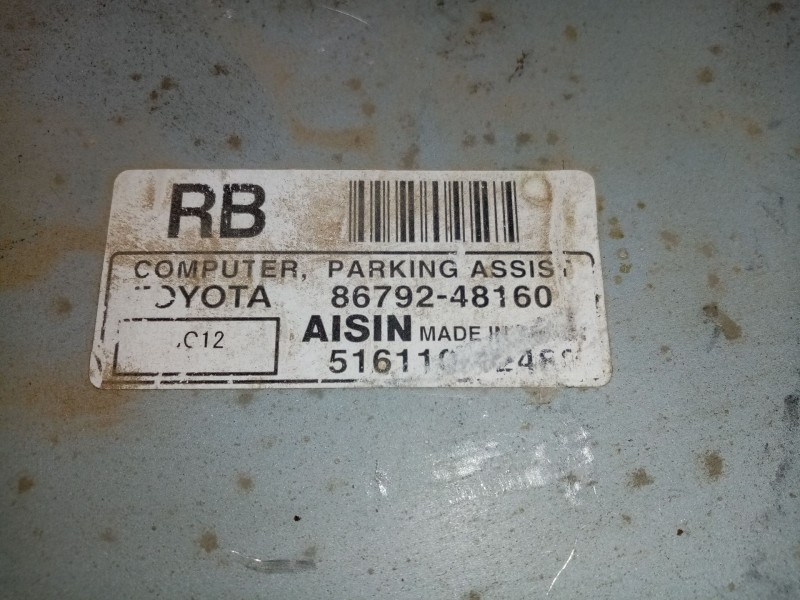 RB
COMPUTER, PARKING ASSIST
TOYOTA 86792-48160
AISIN MADE IN
C12